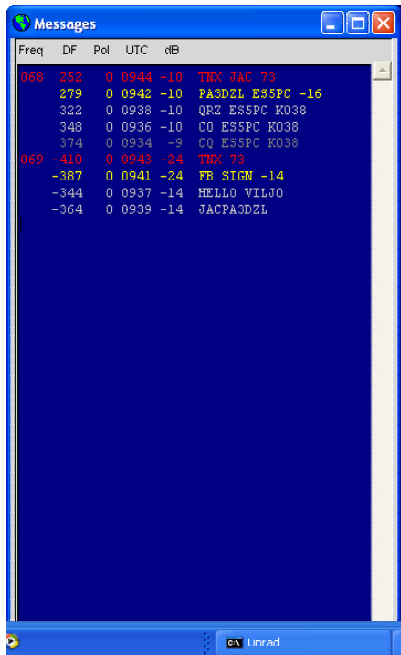 Messages
Freq DF Pol UTC dB
068 252 0 0944 -10 TNX JAC 73
279 0 0942 -10 PA3DZL ES5PC -16
322 0 0938 -10 QRZ ES5PC KO38
348 0 0936 -10 CQ ES5PC KO38
374 0 0934 -9 CQ ES5PC KO38
069 -410 0 0943 -24 TNX 73
-387 0 0941 -24 FB SIGN -14
-344 0 0937 -14 HELLO VILJO
-364 0 0939 -14 JACPA3DZL
Linrad